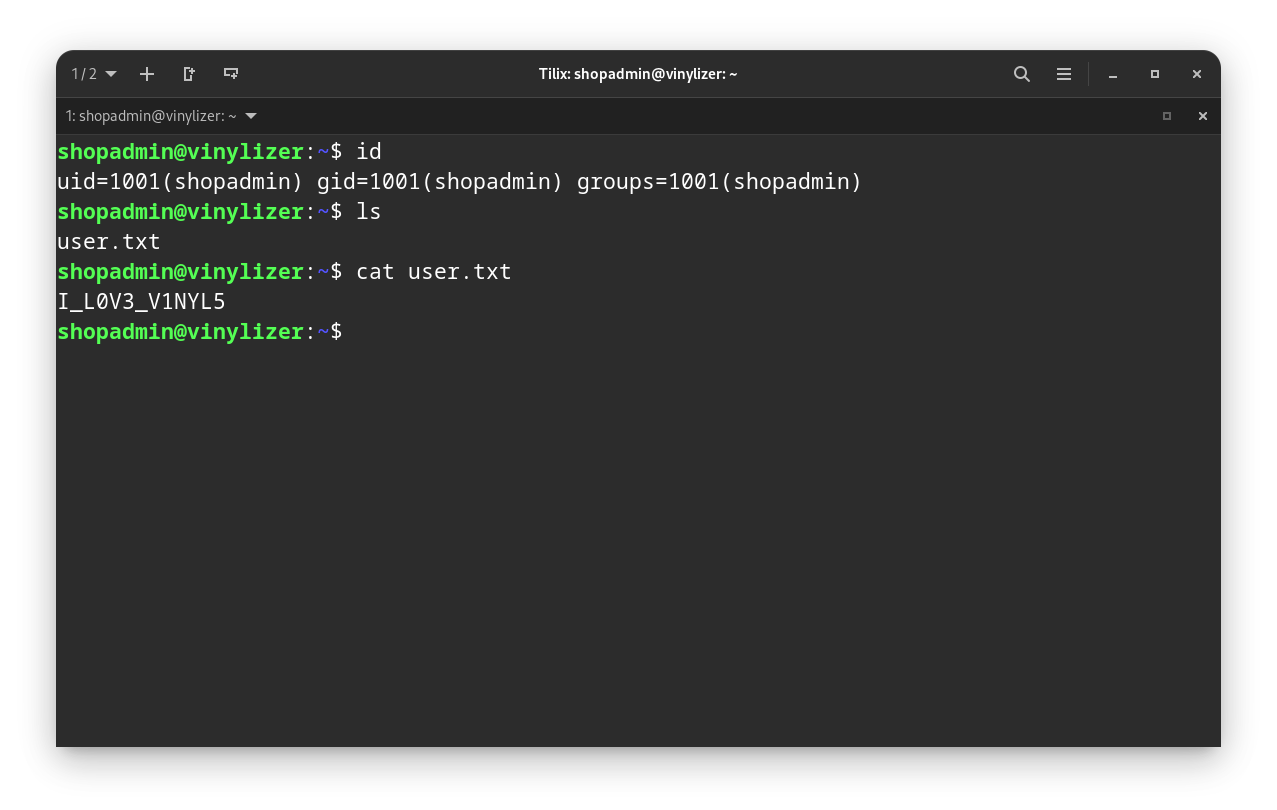 1 / 2
Tilix: shopadmin@vinylizer: ~
1: shopadmin@vinylizer: ~
shopadmin@vinylizer:~$ id
uid=1001(shopadmin) gid=1001(shopadmin) groups=1001(shopadmin)
shopadmin@vinylizer:~$ ls
user.txt
shopadmin@vinylizer:~$ cat user.txt
I_L0V3_V1NYL5
shopadmin@vinylizer:~$